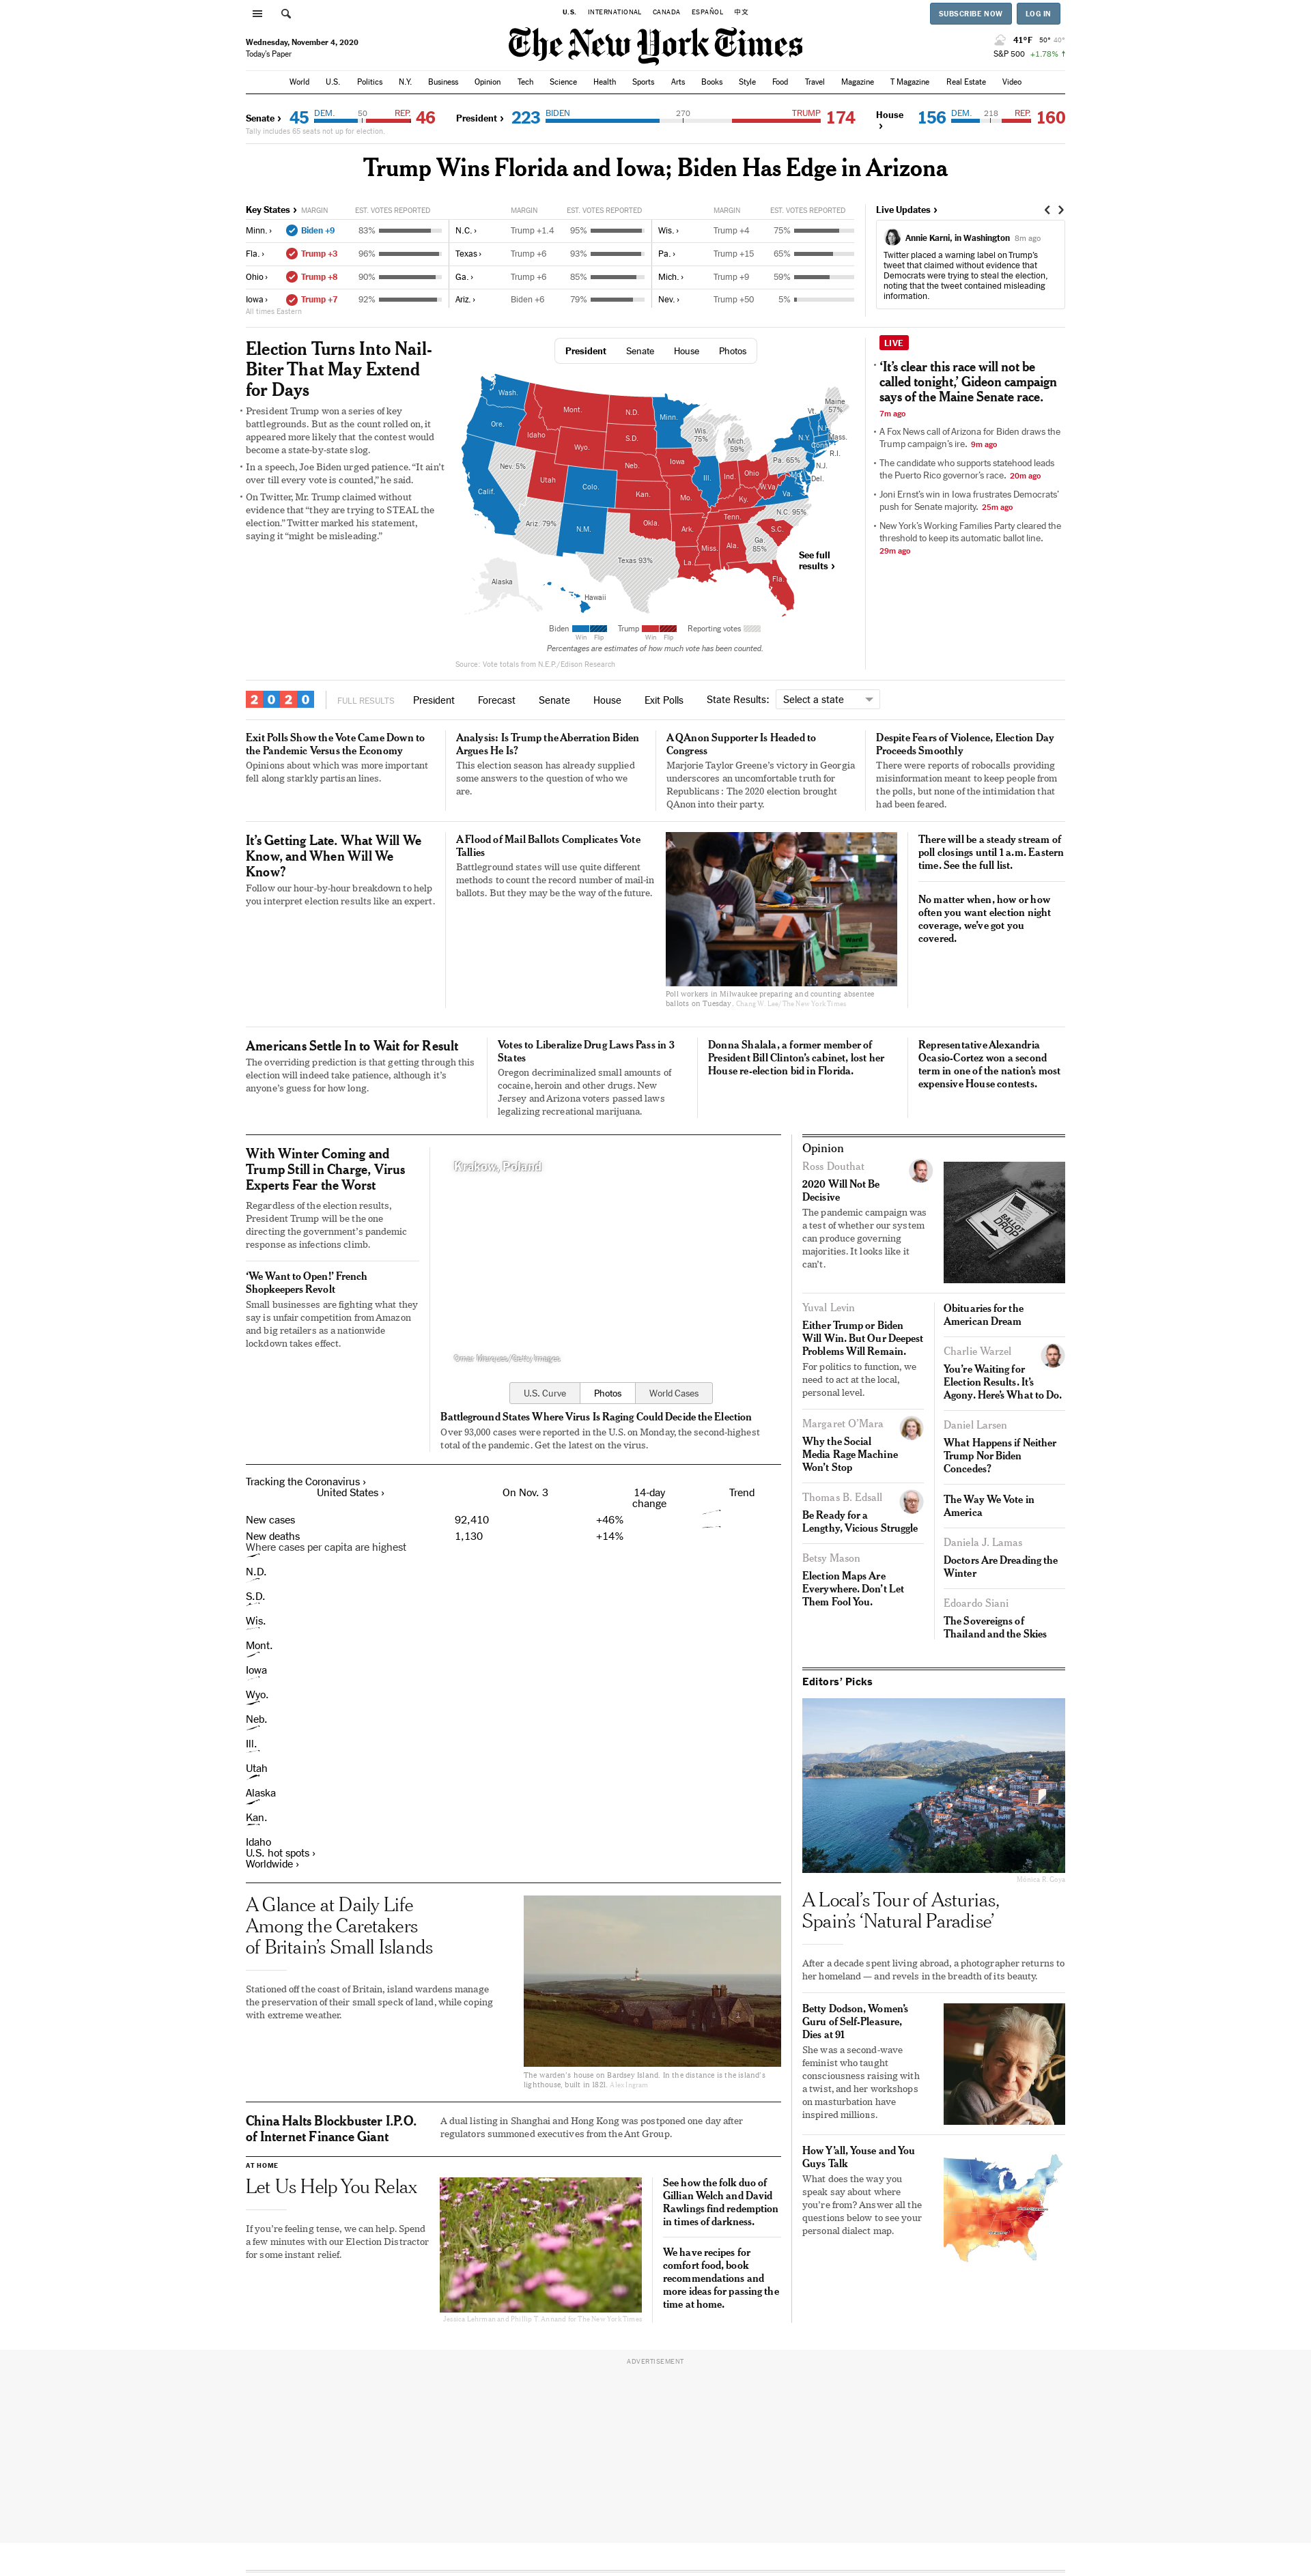 U.S. INTERNATIONAL CANADA ESPAÑOL 中文
SUBSCRIBE NOW LOG IN
Wednesday, November 4, 2020
Today's Paper
The New York Times
41°F 50° 40°
S&P 500 +1.78% ↑
World U.S. Politics N.Y. Business Opinion Tech Science Health Sports Arts Books Style Food Travel Magazine T Magazine Real Estate Video
Senate › 45 DEM. 50 REP. 46 President › 223 BIDEN 270 TRUMP 174 House › 156 DEM. 218 REP. 160
Tally includes 65 seats not up for election.
Trump Wins Florida and Iowa; Biden Has Edge in Arizona
Key States › MARGIN EST. VOTES REPORTED MARGIN EST. VOTES REPORTED MARGIN EST. VOTES REPORTED
Minn. › Biden +9 83% N.C. › Trump +1.4 95% Wis. › Trump +4 75%
Fla. › Trump +3 96% Texas › Trump +6 93% Pa. › Trump +15 65%
Ohio › Trump +8 90% Ga. › Trump +6 85% Mich. › Trump +9 59%
Iowa › Trump +7 92% Ariz. › Biden +6 79% Nev. › Trump +50 5%
All times Eastern
Live Updates ›
Annie Karni, in Washington 8m ago
Twitter placed a warning label on Trump's
tweet that claimed without evidence that
Democrats were trying to steal the election,
noting that the tweet contained misleading
information.
Election Turns Into Nail-
Biter That May Extend
for Days
• President Trump won a series of key
battlegrounds. But as the count rolled on, it
appeared more likely that the contest would
become a state-by-state slog.
• In a speech, Joe Biden urged patience. “It ain’t
over till every vote is counted,” he said.
• On Twitter, Mr. Trump claimed without
evidence that “they are trying to STEAL the
election.” Twitter marked his statement,
saying it “might be misleading.”
President Senate House Photos
Wash.
Mont.
N.D.
Minn.
Maine
57%
Vt.
Ore.
Idaho
S.D.
Wis.
75%
Mich.
59%
N.Y.
Mass.
Conn.
R.I.
Wyo.
Iowa
Pa. 65%
N.J.
Nev. 5%
Neb.
Ill.
Ind.
Ohio
Del.
Utah
Colo.
Calif.
Kan.
Mo.
W.Va.
Va.
Ky.
N.C. 95%
Ariz. 79%
N.M.
Okla.
Ark.
Tenn.
S.C.
Miss.
Ala.
Ga.
85%
Texas 93%
La.
Fla.
See full
results ›
Alaska
Hawaii
Biden Trump Reporting votes
Win Flip Win Flip
Percentages are estimates of how much vote has been counted.
Source: Vote totals from N.E.P./Edison Research
LIVE
• ‘It’s clear this race will not be
called tonight,’ Gideon campaign
says of the Maine Senate race.
7m ago
• A Fox News call of Arizona for Biden draws the
Trump campaign’s ire. 9m ago
• The candidate who supports statehood leads
the Puerto Rico governor’s race. 20m ago
• Joni Ernst’s win in Iowa frustrates Democrats’
push for Senate majority. 25m ago
• New York’s Working Families Party cleared the
threshold to keep its automatic ballot line.
29m ago
2020 FULL RESULTS President Forecast Senate House Exit Polls State Results: Select a state
Exit Polls Show the Vote Came Down to
the Pandemic Versus the Economy
Opinions about which was more important
fell along starkly partisan lines.
Analysis: Is Trump the Aberration Biden
Argues He Is?
This election season has already supplied
some answers to the question of who we
are.
A QAnon Supporter Is Headed to
Congress
Marjorie Taylor Greene’s victory in Georgia
underscores an uncomfortable truth for
Republicans: The 2020 election brought
QAnon into their party.
Despite Fears of Violence, Election Day
Proceeds Smoothly
There were reports of robocalls providing
misinformation meant to keep people from
the polls, but none of the intimidation that
had been feared.
It’s Getting Late. What Will We
Know, and When Will We
Know?
Follow our hour-by-hour breakdown to help
you interpret election results like an expert.
A Flood of Mail Ballots Complicates Vote
Tallies
Battleground states will use quite different
methods to count the record number of mail-in
ballots. But they may be the way of the future.
Ward
Poll workers in Milwaukee preparing and counting absentee
ballots on Tuesday. Chang W. Lee/The New York Times
There will be a steady stream of
poll closings until 1 a.m. Eastern
time. See the full list.
No matter when, how or how
often you want election night
coverage, we’ve got you
covered.
Americans Settle In to Wait for Result
The overriding prediction is that getting through this
election will indeed take patience, although it’s
anyone’s guess for how long.
Votes to Liberalize Drug Laws Pass in 3
States
Oregon decriminalized small amounts of
cocaine, heroin and other drugs. New
Jersey and Arizona voters passed laws
legalizing recreational marijuana.
Donna Shalala, a former member of
President Bill Clinton’s cabinet, lost her
House re-election bid in Florida.
Representative Alexandria
Ocasio-Cortez won a second
term in one of the nation’s most
expensive House contests.
With Winter Coming and
Trump Still in Charge, Virus
Experts Fear the Worst
Regardless of the election results,
President Trump will be the one
directing the government’s pandemic
response as infections climb.
‘We Want to Open!’ French
Shopkeepers Revolt
Small businesses are fighting what they
say is unfair competition from Amazon
and big retailers as a nationwide
lockdown takes effect.
Krakow, Poland
Omar Marques/Getty Images
U.S. Curve Photos World Cases
Battleground States Where Virus Is Raging Could Decide the Election
Over 93,000 cases were reported in the U.S. on Monday, the second-highest
total of the pandemic. Get the latest on the virus.
Tracking the Coronavirus ›
United States › On Nov. 3 14-day Trend
change
New cases 92,410 +46%
New deaths 1,130 +14%
Where cases per capita are highest
N.D.
S.D.
Wis.
Mont.
Iowa
Wyo.
Neb.
Ill.
Utah
Alaska
Kan.
Idaho
U.S. hot spots ›
Worldwide ›
A Glance at Daily Life
Among the Caretakers
of Britain’s Small Islands
Stationed off the coast of Britain, island wardens manage
the preservation of their small speck of land, while coping
with extreme weather.
The warden’s house on Bardsey Island. In the distance is the island’s
lighthouse, built in 1821. Alex Ingram
China Halts Blockbuster I.P.O.
of Internet Finance Giant
A dual listing in Shanghai and Hong Kong was postponed one day after
regulators summoned executives from the Ant Group.
AT HOME
Let Us Help You Relax
If you’re feeling tense, we can help. Spend
a few minutes with our Election Distractor
for some instant relief.
Jessica Lehrman and Phillip T. Annand for The New York Times
See how the folk duo of
Gillian Welch and David
Rawlings find redemption
in times of darkness.
We have recipes for
comfort food, book
recommendations and
more ideas for passing the
time at home.
Opinion
Ross Douthat
2020 Will Not Be
Decisive
The pandemic campaign was
a test of whether our system
can produce governing
majorities. It looks like it
can’t.
BALLOT
DROP
Yuval Levin
Either Trump or Biden
Will Win. But Our Deepest
Problems Will Remain.
For politics to function, we
need to act at the local,
personal level.
Margaret O’Mara
Why the Social
Media Rage Machine
Won’t Stop
Thomas B. Edsall
Be Ready for a
Lengthy, Vicious Struggle
Betsy Mason
Election Maps Are
Everywhere. Don’t Let
Them Fool You.
Obituaries for the
American Dream
Charlie Warzel
You’re Waiting for
Election Results. It’s
Agony. Here’s What to Do.
Daniel Larsen
What Happens if Neither
Trump Nor Biden
Concedes?
The Way We Vote in
America
Daniela J. Lamas
Doctors Are Dreading the
Winter
Edoardo Siani
The Sovereigns of
Thailand and the Skies
Editors’ Picks
Mónica R. Goya
A Local’s Tour of Asturias,
Spain’s ‘Natural Paradise’
After a decade spent living abroad, a photographer returns to
her homeland — and revels in the breadth of its beauty.
Betty Dodson, Women’s
Guru of Self-Pleasure,
Dies at 91
She was a second-wave
feminist who taught
consciousness raising with
a twist, and her workshops
on masturbation have
inspired millions.
How Y’all, Youse and You
Guys Talk
What does the way you
speak say about where
you’re from? Answer all the
questions below to see your
personal dialect map.
ADVERTISEMENT